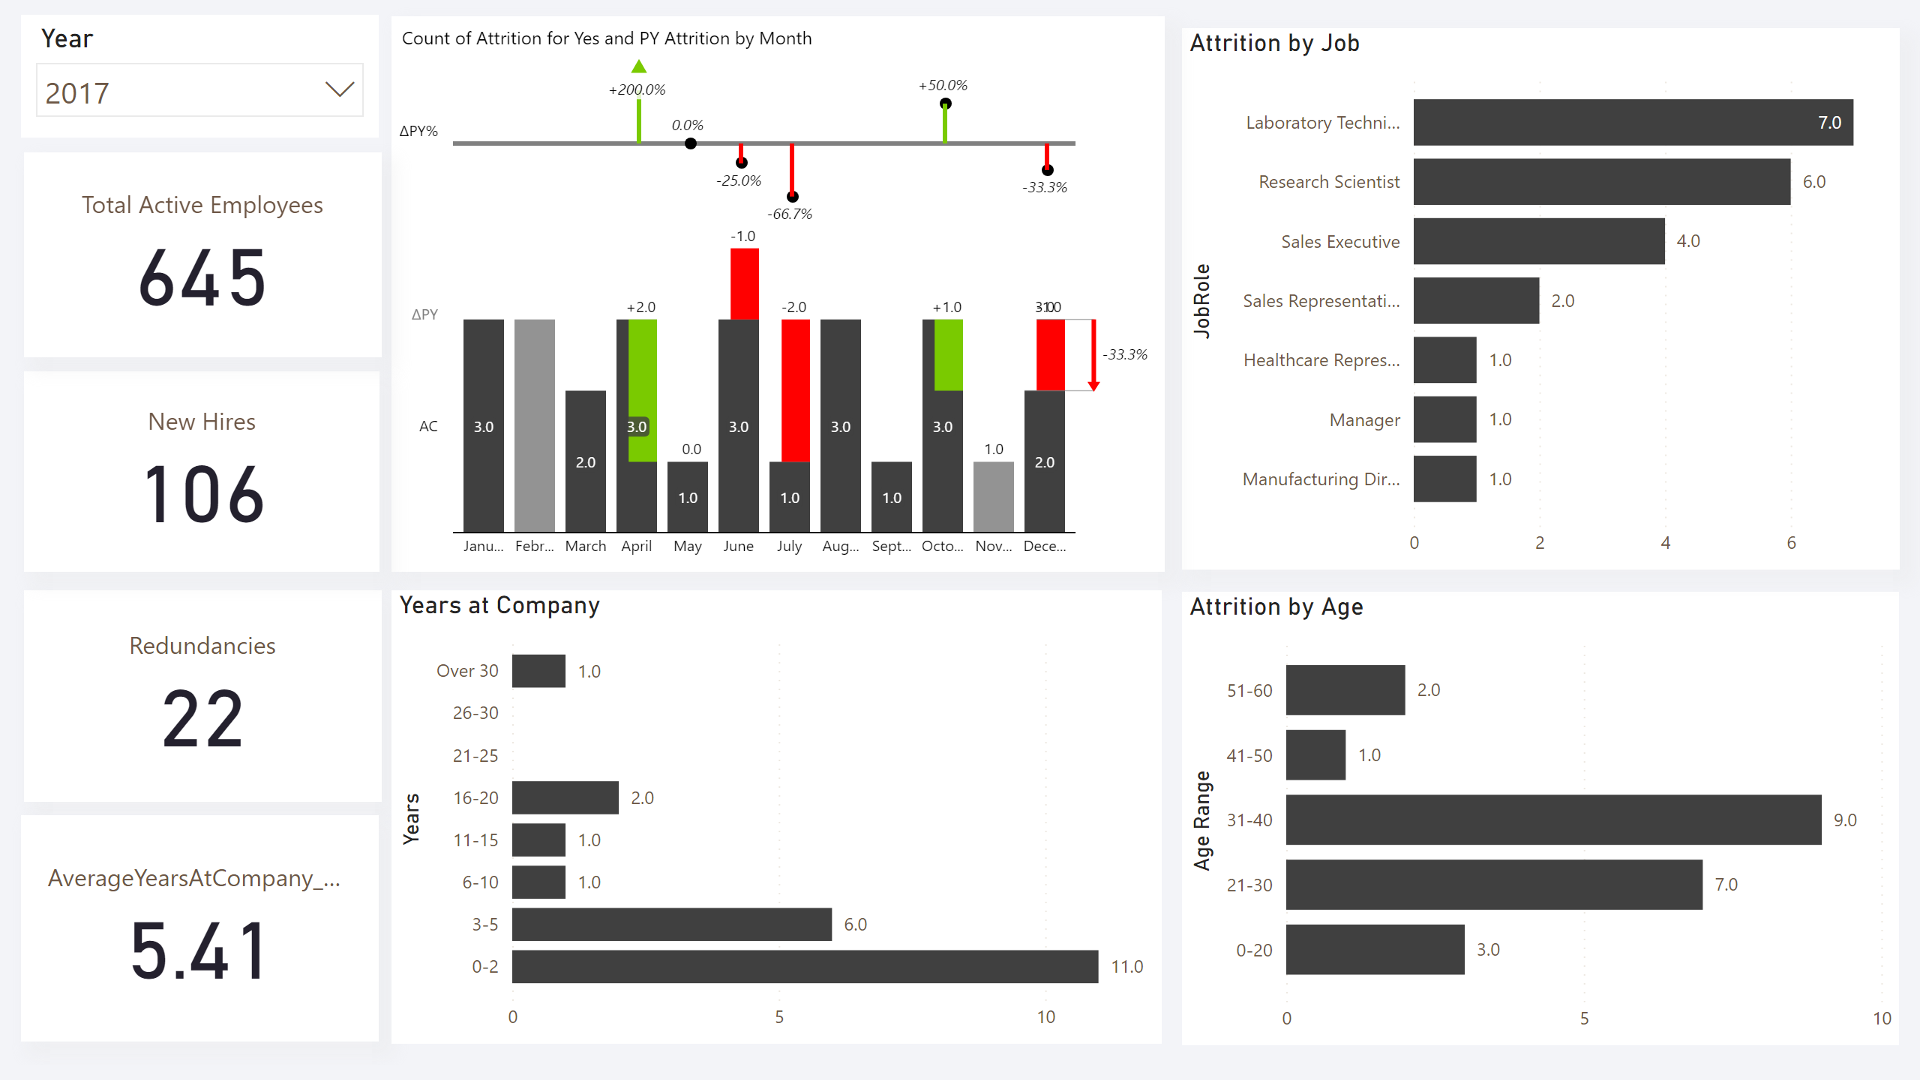 Year
2017
Total Active Employees
645
New Hires
106
Redundancies
22
AverageYearsAtCompany_...
5.41
Count of Attrition for Yes and PY Attrition by Month
+200.0%
+50.0%
0.0%
ΔPY%
-25.0%
-33.3%
-66.7%
-1.0
+2.0
-2.0
+1.0
ΔPY
-33.3%
AC
3.0
2.0
3.0
0.0
1.0
3.0
1.0
3.0
1.0
3.0
1.0
2.0
Janu... Febr... March April May June July Aug... Sept... Octo... Nov... Dece...
Attrition by Job
JobRole
Laboratory Techni... 7.0
Research Scientist 6.0
Sales Executive 4.0
Sales Representati... 2.0
Healthcare Repres... 1.0
Manager 1.0
Manufacturing Dir... 1.0
0 2 4 6
Years at Company
Years
Over 30 1.0
26-30
21-25
16-20 2.0
11-15 1.0
6-10 1.0
3-5 6.0
0-2 11.0
0 5 10
Attrition by Age
Age Range
51-60 2.0
41-50 1.0
31-40 9.0
21-30 7.0
0-20 3.0
0 5 10